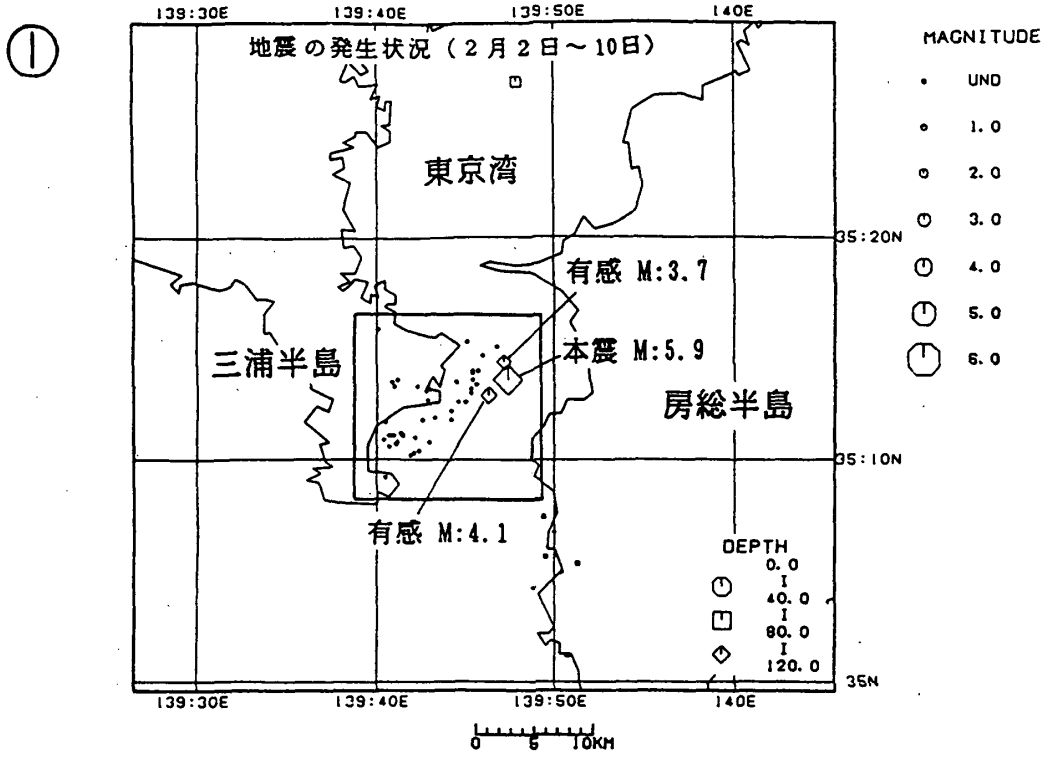 ①
139:30E 139:40E 139:50E 140E
地震の発生状況（2月2日～10日）
東京湾
35:20N
有感 M:3.7
本震 M:5.9
三浦半島
房総半島
35:10N
有感 M:4.1
DEPTH
0.0
I
40.0
I
80.0
I
120.0
35N
139:30E 139:40E 139:50E 140E
0 5 10KM
MAGNITUDE
UND
1.0
2.0
3.0
4.0
5.0
6.0